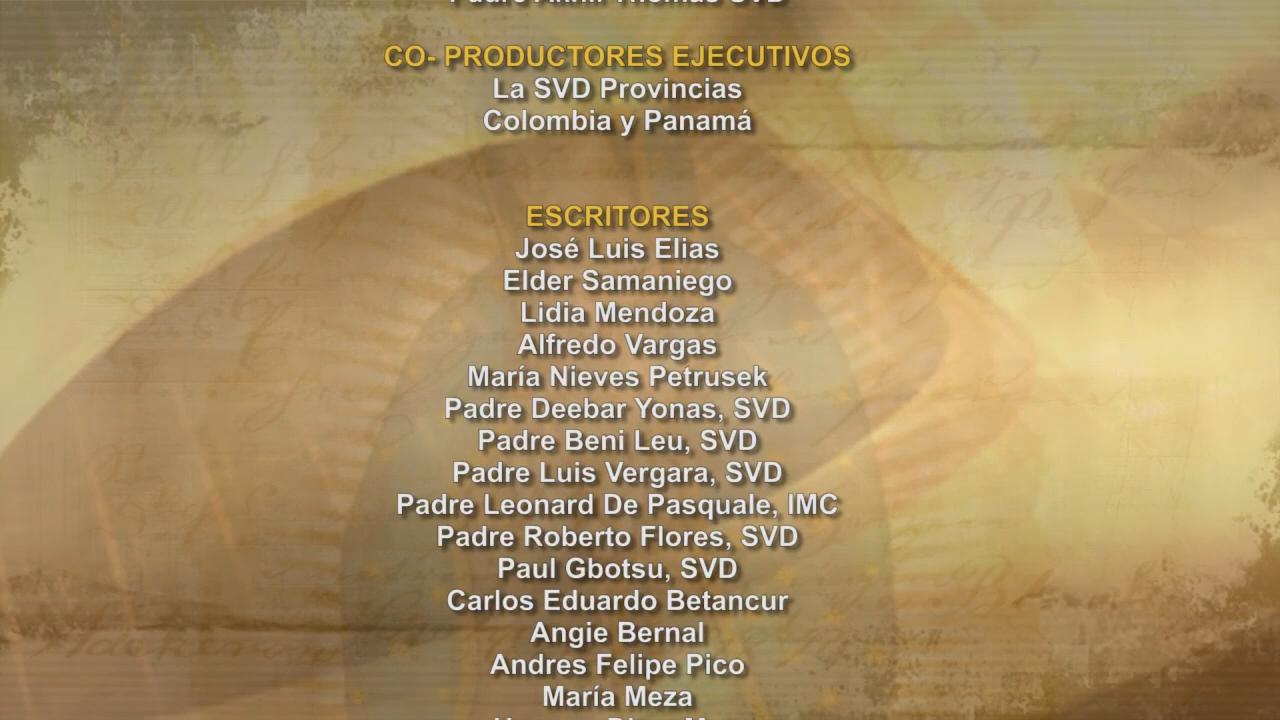 CO- PRODUCTORES EJECUTIVOS
La SVD Provincias
Colombia y Panamá
ESCRITORES
José Luis Elias
Elder Samaniego
Lidia Mendoza
Alfredo Vargas
María Nieves Petrusek
Padre Deebar Yonas, SVD
Padre Beni Leu, SVD
Padre Luis Vergara, SVD
Padre Leonard De Pasquale, IMC
Padre Roberto Flores, SVD
Paul Gbotsu, SVD
Carlos Eduardo Betancur
Angie Bernal
Andres Felipe Pico
María Meza